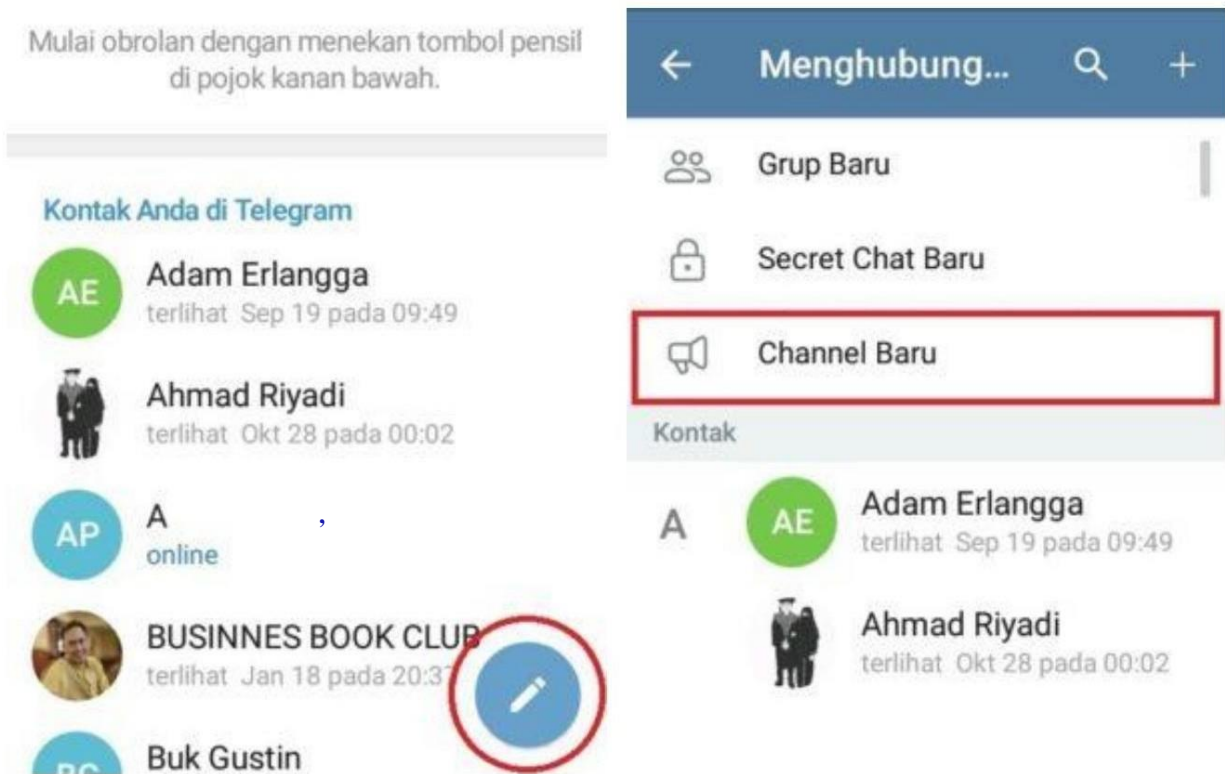 Mulai obrolan dengan menekan tombol pensil
di pojok kanan bawah.
Kontak Anda di Telegram
AE
Adam Erlangga
terlihat Sep 19 pada 09:49
Ahmad Riyadi
terlihat Okt 28 pada 00:02
AP
A ,
online
BUSINNES BOOK CLUB
terlihat Jan 18 pada
Buk Gustin
Menghubung...
Grup Baru
Secret Chat Baru
Channel Baru
Kontak
A
AE
Adam Erlangga
terlihat Sep 19 pada 09:49
Ahmad Riyadi
terlihat Okt 28 pada 00:02